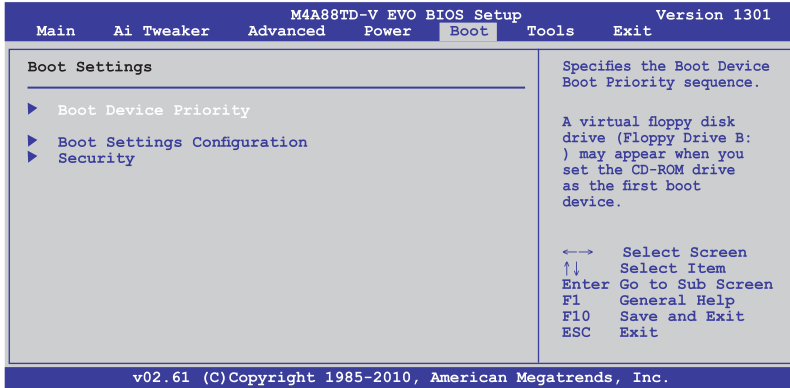 M4A88TD-V EVO BIOS Setup Version 1301
Main Ai Tweaker Advanced Power Boot Tools Exit
Boot Settings
Boot Device Priority
Boot Settings Configuration
Security
Specifies the Boot Device
Boot Priority sequence.
A virtual floppy disk
drive (Floppy Drive B:
) may appear when you
set the CD-ROM drive
as the first boot
device.
←→ Select Screen
↑↓ Select Item
Enter Go to Sub Screen
F1 General Help
F10 Save and Exit
ESC Exit
v02.61 (C)Copyright 1985-2010, American Megatrends, Inc.